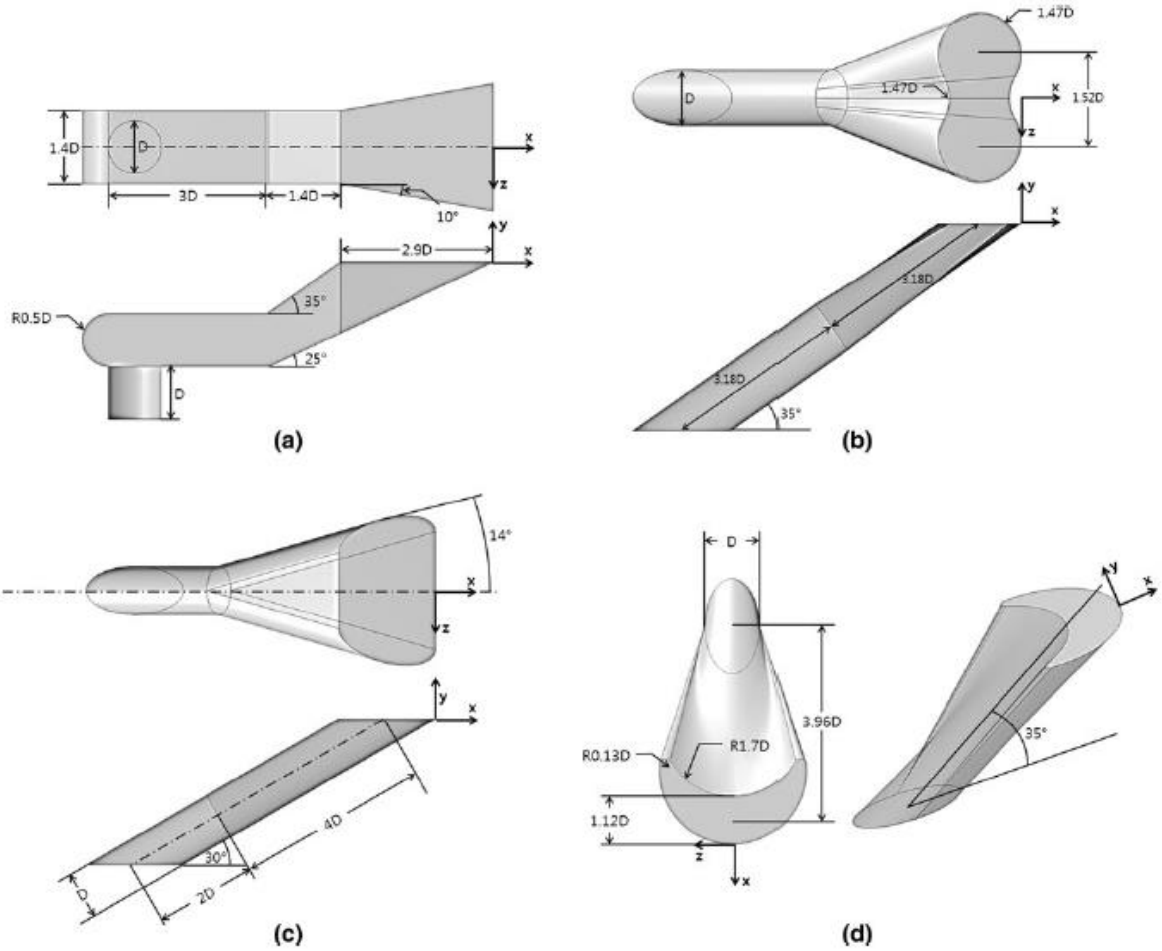 1.4D
D
3D
1.4D
10°
x
z
y
2.9D
x
R0.5D
35°
25°
D
(a)
1.47D
D
1.47D
x
z
1.52D
y
x
3.18D
3.18D
35°
(b)
14°
x
z
y
x
4D
30°
D
2D
(c)
D
y
x
3.96D
35°
R0.13D
R1.7D
1.12D
z
x
(d)